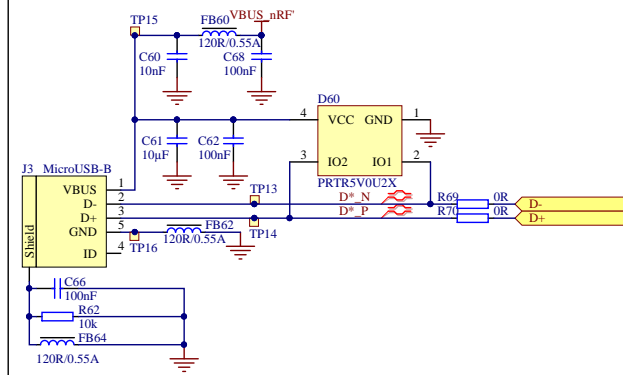 TP15
FB60
VBUS_nRF'
120R/0.55A
C60
10nF
C68
100nF
D60
4
VCC
GND
1
C61
10µF
C62
100nF
3
IO2
IO1
2
PRTR5V0U2X
J3
MicroUSB-B
VBUS
1
D-
2
D+
3
GND
5
ID
4
Shield
TP13
D*_N
R69
0R
D-
D*_P
R70
0R
D+
TP14
FB62
120R/0.55A
TP16
C66
100nF
R62
10k
FB64
120R/0.55A